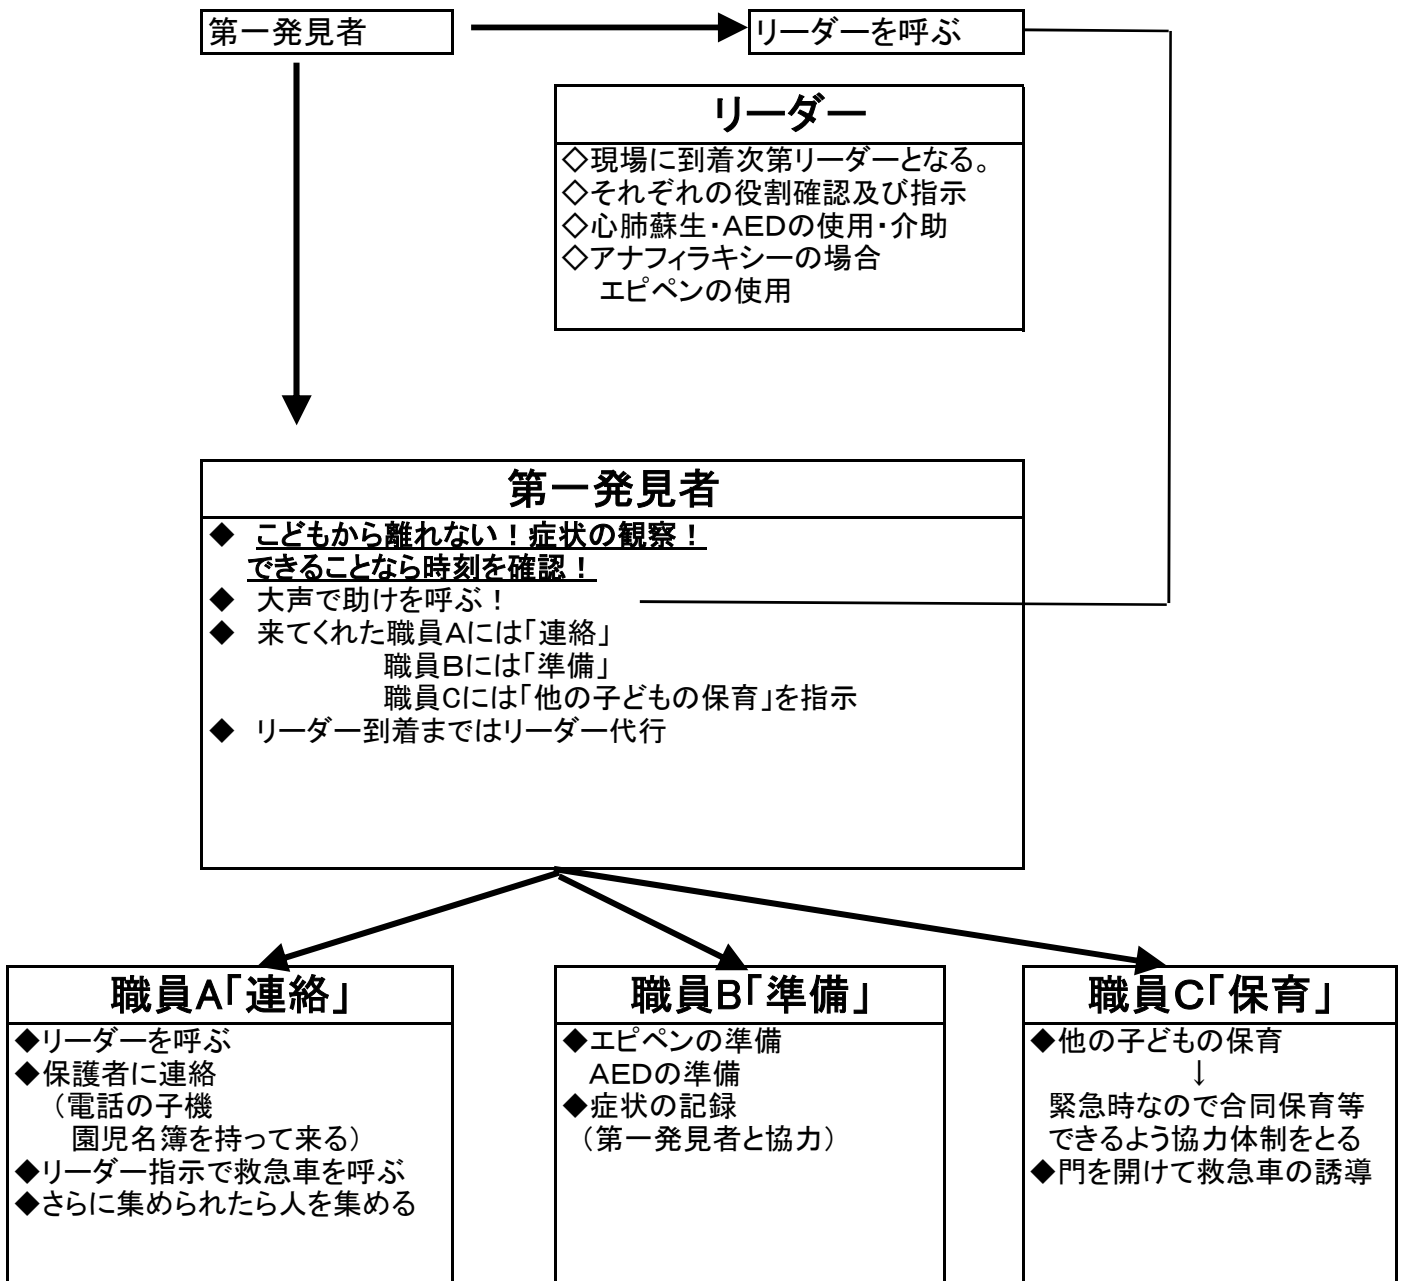 第一発見者
リーダーを呼ぶ
リーダー
◇現場に到着次第リーダーとなる。
◇それぞれの役割確認及び指示
◇心肺蘇生・AEDの使用・介助
◇アナフィラキシーの場合
エピペンの使用
第一発見者
◆ こどもから離れない！症状の観察！
できることなら時刻を確認！
◆ 大声で助けを呼ぶ！
◆ 来てくれた職員Aには「連絡」
職員Bには「準備」
職員Cには「他の子どもの保育」を指示
◆ リーダー到着まではリーダー代行
職員A「連絡」
◆リーダーを呼ぶ
◆保護者に連絡
（電話の子機
園児名簿を持って来る）
◆リーダー指示で救急車を呼ぶ
◆さらに集められたら人を集める
職員B「準備」
◆エピペンの準備
AEDの準備
◆症状の記録
（第一発見者と協力）
職員C「保育」
◆他の子どもの保育
↓
緊急時なので合同保育等
できるよう協力体制をとる
◆門を開けて救急車の誘導